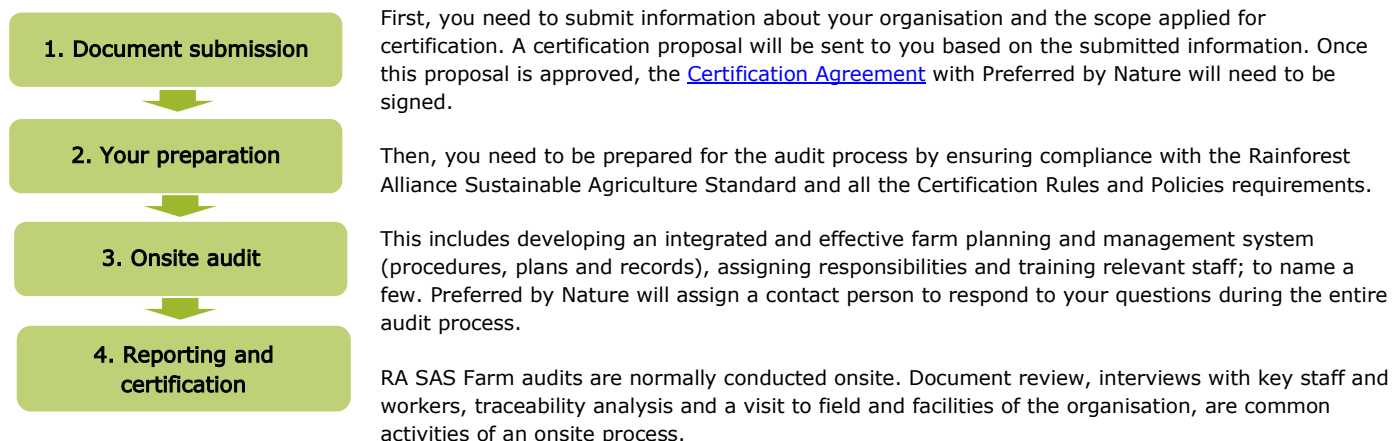 1. Document submission
2. Your preparation
3. Onsite audit
4. Reporting and
certification
First, you need to submit information about your organisation and the scope applied for
certification. A certification proposal will be sent to you based on the submitted information. Once
this proposal is approved, the Certification Agreement with Preferred by Nature will need to be
signed.
Then, you need to be prepared for the audit process by ensuring compliance with the Rainforest
Alliance Sustainable Agriculture Standard and all the Certification Rules and Policies requirements.
This includes developing an integrated and effective farm planning and management system
(procedures, plans and records), assigning responsibilities and training relevant staff; to name a
few. Preferred by Nature will assign a contact person to respond to your questions during the entire
audit process.
RA SAS Farm audits are normally conducted onsite. Document review, interviews with key staff and
workers, traceability analysis and a visit to field and facilities of the organisation, are common
activities of an onsite process.